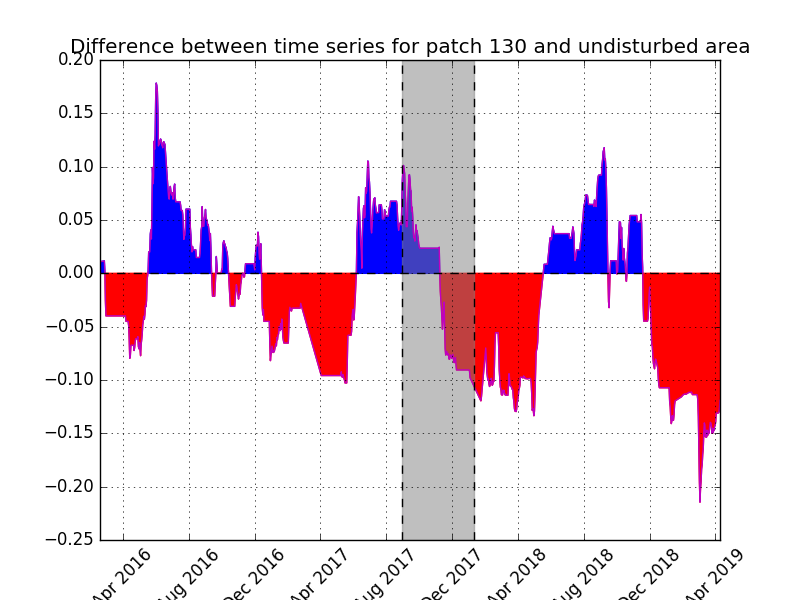 Difference between time series for patch 130 and undisturbed area
0.20
0.15
0.10
0.05
0.00
−0.05
−0.10
−0.15
−0.20
−0.25
Apr 2016
Aug 2016
Dec 2016
Apr 2017
Aug 2017
Dec 2017
Apr 2018
Aug 2018
Dec 2018
Apr 2019